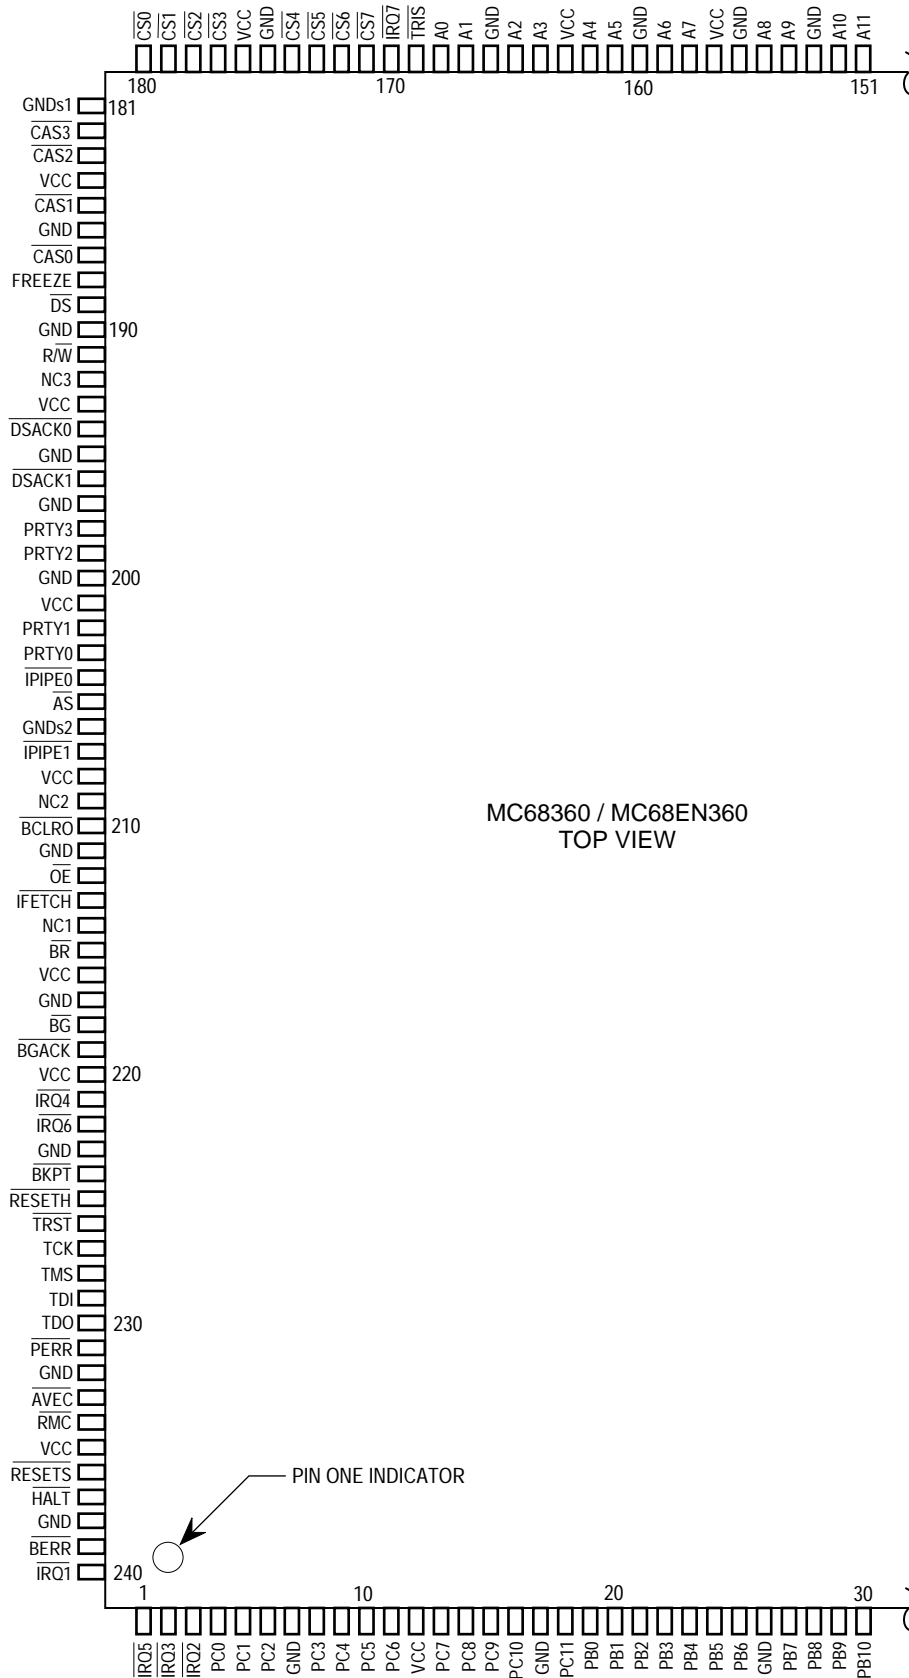 CS0
CS1
CS2
CS3
VCC
GND
CS4
CS5
CS6
CS7
IRQ7
TRIS
A0
A1
GND
A2
A3
GND
VCC
A4
A5
GND
A6
A7
VCC
GND
A8
A9
GND
A10
A11
180
170
160
151
GNDs1
181
CAS3
CAS2
VCC
CAS1
GND
CAS0
FREEZE
DS
GND
190
R/W
NC3
VCC
DSACK0
GND
DSACK1
GND
PRTY3
PRTY2
GND
200
VCC
PRTY1
PRTY0
IPIPE0
AS
GNDs2
IPIPE1
VCC
NC2
BCLRO
210
GND
OE
IFETCH
NC1
BR
VCC
GND
BG
BGACK
VCC
220
IRQ4
IRQ6
GND
BKPT
RESETH
TRST
TCK
TMS
TDI
TDO
230
PERR
GND
AVEC
RMC
VCC
RESETS
HALT
GND
BERR
IRQ1
240
MC68360 / MC68EN360
TOP VIEW
PIN ONE INDICATOR
1
10
20
30
IRQ5
IRQ3
IRQ2
PC0
PC1
PC2
GND
PC3
PC4
PC5
PC6
VCC
PC7
PC8
PC9
PC10
GND
PC11
PB0
PB1
PB2
PB3
PB4
PB5
PB6
GND
PB7
PB8
PB9
PB10